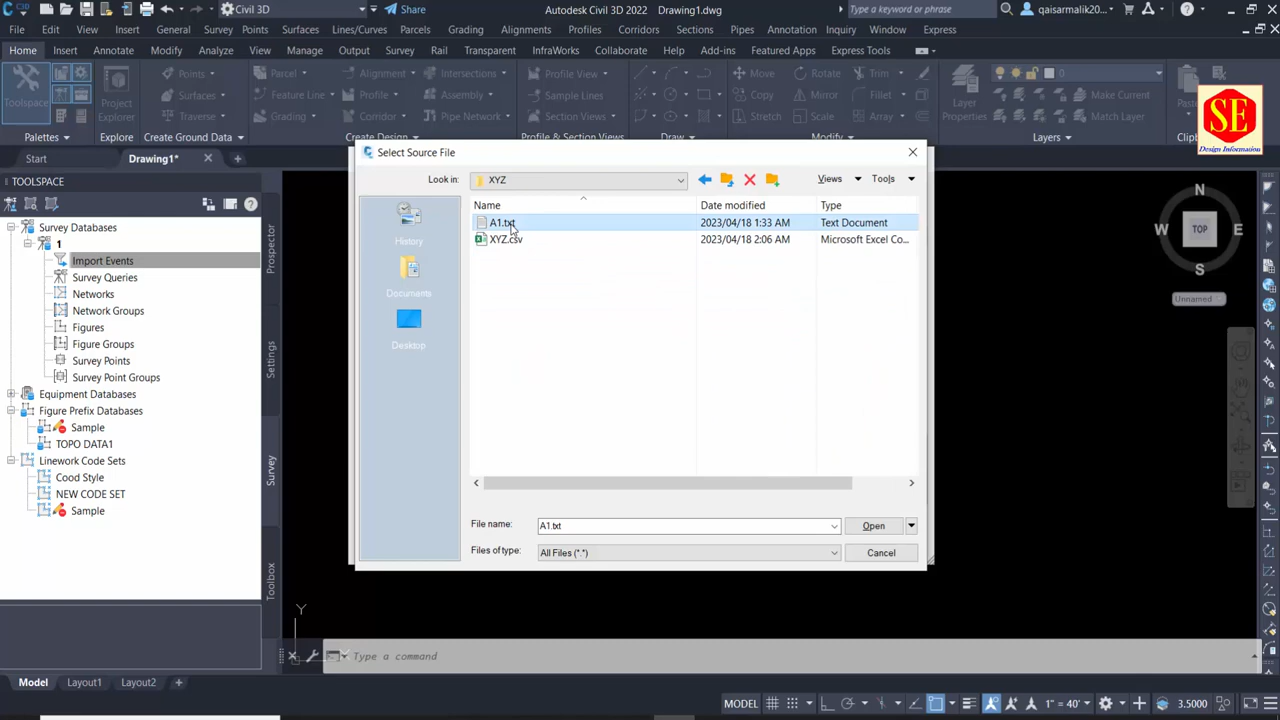 C3D
Civil 3D
Share
Autodesk Civil 3D 2022 Drawing1.dwg
Type a keyword or phrase
qaisarmalik20...
File Edit View Insert General Survey Points Surfaces Lines/Curves Parcels Grading Alignments Profiles Corridors Sections Pipes Annotation Inquiry Window Express
Home Insert Annotate Modify Analyze View Manage Output Survey Rail Transparent InfraWorks Collaborate Help Add-ins Featured Apps Express Tools
Toolspace
Project Explorer
Points
Surfaces
Traverse
Parcel
Feature Line
Grading
Alignment
Profile
Corridor
Intersections
Assembly
Pipe Network
Profile View
Sample Lines
Section Views
Move
Copy
Stretch
Rotate
Mirror
Scale
Trim
Fillet
Array
Layer Properties
0
Make Current
Match Layer
Paste
Palettes Explore Create Ground Data Create Design Profile & Section Views Draw Modify Layers
SE
Design Information
Start
Drawing1*
TOOLSPACE
Survey Databases
1
Import Events
Survey Queries
Networks
Network Groups
Figures
Figure Groups
Survey Points
Survey Point Groups
Equipment Databases
Figure Prefix Databases
Sample
TOPO DATA1
Linework Code Sets
Cood Style
NEW CODE SET
Sample
Prospector
Settings
Survey
Toolbox
Select Source File
Look in: XYZ
Views
Tools
History
Documents
Desktop
Name Date modified Type
A1.txt 2023/04/18 1:33 AM Text Document
XYZ.csv 2023/04/18 2:06 AM Microsoft Excel Co...
File name: A1.txt
Open
Files of type: All Files (*.*)
Cancel
N
W TOP E
S
Unnamed
Y
Type a command
Model Layout1 Layout2
MODEL
1" = 40'
3.5000